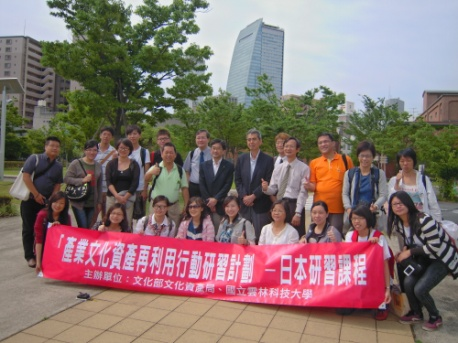 「產業文化資產再利用行動研習計劃 －日本研習課程
主辦單位：文化部文化資產局、國立雲林科技大學